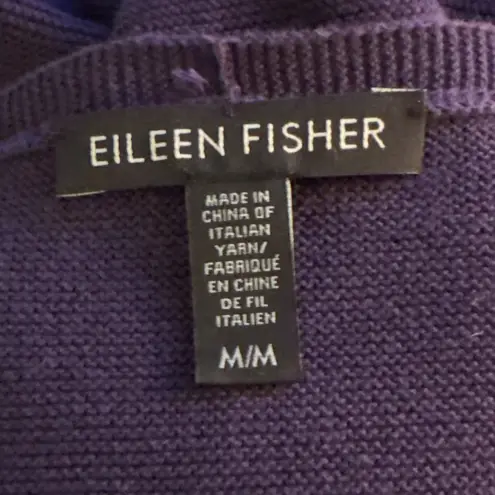 EILEEN FISHER
MADE IN
CHINA OF
ITALIAN
YARN/
FABRIQUÉ
EN CHINE
DE FIL
ITALIEN
M/M